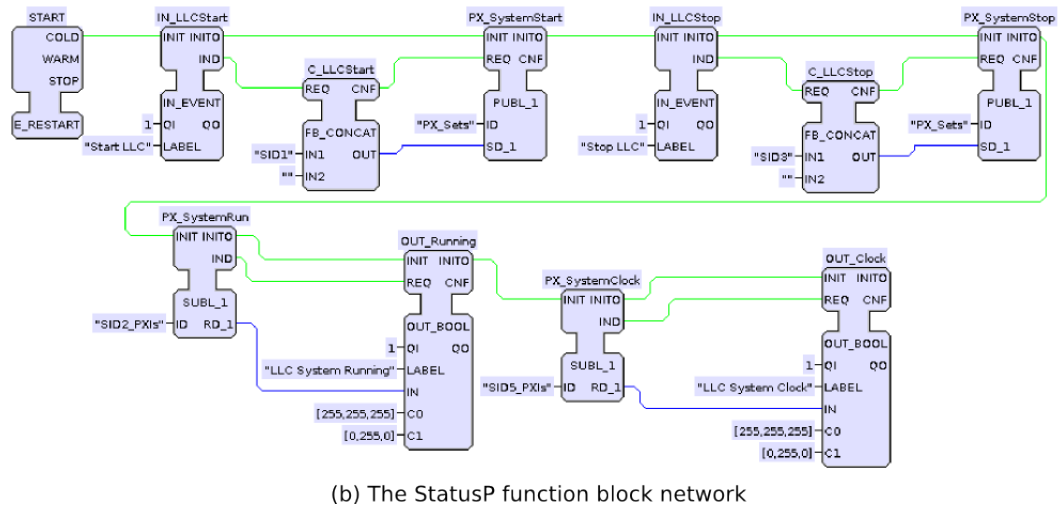 START
COLD
WARM
STOP
E_RESTART
IN_LLCStart
INIT INITO
IND
IN_EVENT
1 QI QO
"Start LLC" LABEL
C_LLCStart
REQ CNF
FB_CONCAT
"SID1" IN1 OUT
"" IN2
PX_SystemStart
INIT INITO
REQ CNF
PUBL_1
"PX_Sets" ID
SD_1
IN_LLCStop
INIT INITO
IND
IN_EVENT
1 QI QO
"Stop LLC" LABEL
C_LLCStop
REQ CNF
FB_CONCAT
"SID3" IN1 OUT
"" IN2
PX_SystemStop
INIT INITO
REQ CNF
PUBL_1
"PX_Sets" ID
SD_1
PX_SystemRun
INIT INITO
IND
SUBL_1
"SID2_PXIs" ID RD_1
OUT_Running
INIT INITO
REQ CNF
OUT_BOOL
1 QI QO
"LLC System Running" LABEL
IN
[255,255,255] C0
[0,255,0] C1
PX_SystemClock
INIT INITO
IND
SUBL_1
"SID5_PXIs" ID RD_1
OUT_Clock
INIT INITO
REQ CNF
OUT_BOOL
1 QI QO
"LLC System Clock" LABEL
IN
[255,255,255] C0
[0,255,0] C1
(b) The StatusP function block network